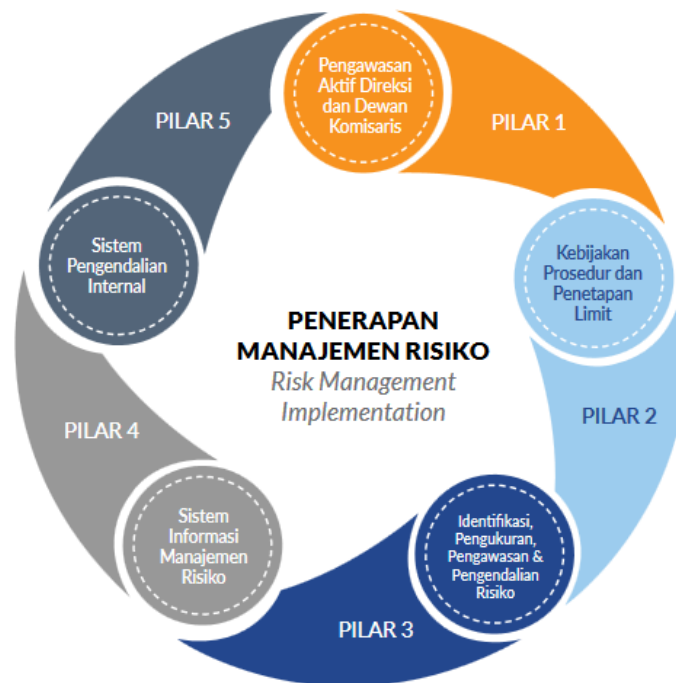 Pengawasan
Aktif Direksi
dan Dewan
Komisaris
PILAR 1
Kebijakan
Prosedur dan
Penetapan
Limit
PILAR 2
Identifikasi,
Pengukuran,
Pengawasan &
Pengendalian
Risiko
PILAR 3
Sistem
Informasi
Manajemen
Risiko
PILAR 4
Sistem
Pengendalian
Internal
PILAR 5
PENERAPAN
MANAJEMEN RISIKO
Risk Management
Implementation